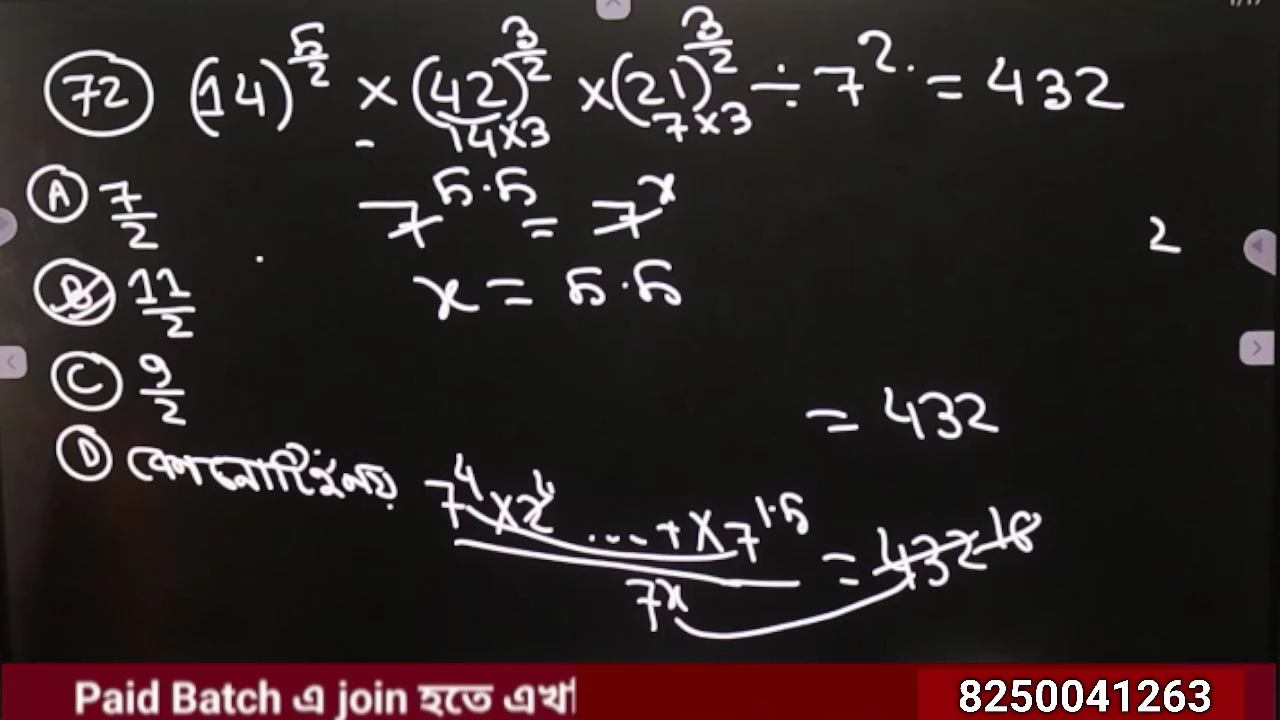 72 (14)^(5/2) × (42)^(3/2) × (21)^(3/2) ÷ 7^2. = 432
14×3 7×3
A 7/2
7^5.5 = 7^x
2
B 11/2
x = 5.5
C 9/2
= 432
D কোনোটিই নয়
7^4 × 2^4 ... + × 7^1.5
7^x
= 432
Paid Batch এ join হতে এখ
8250041263